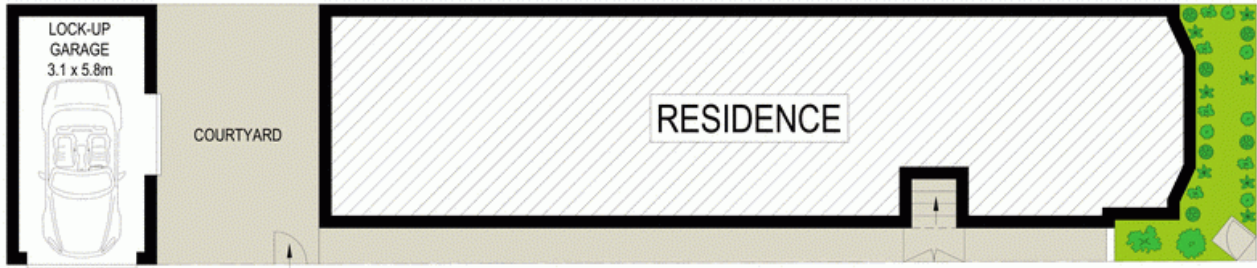 LOCK-UP
GARAGE
3.1 x 5.8m
COURTYARD
RESIDENCE